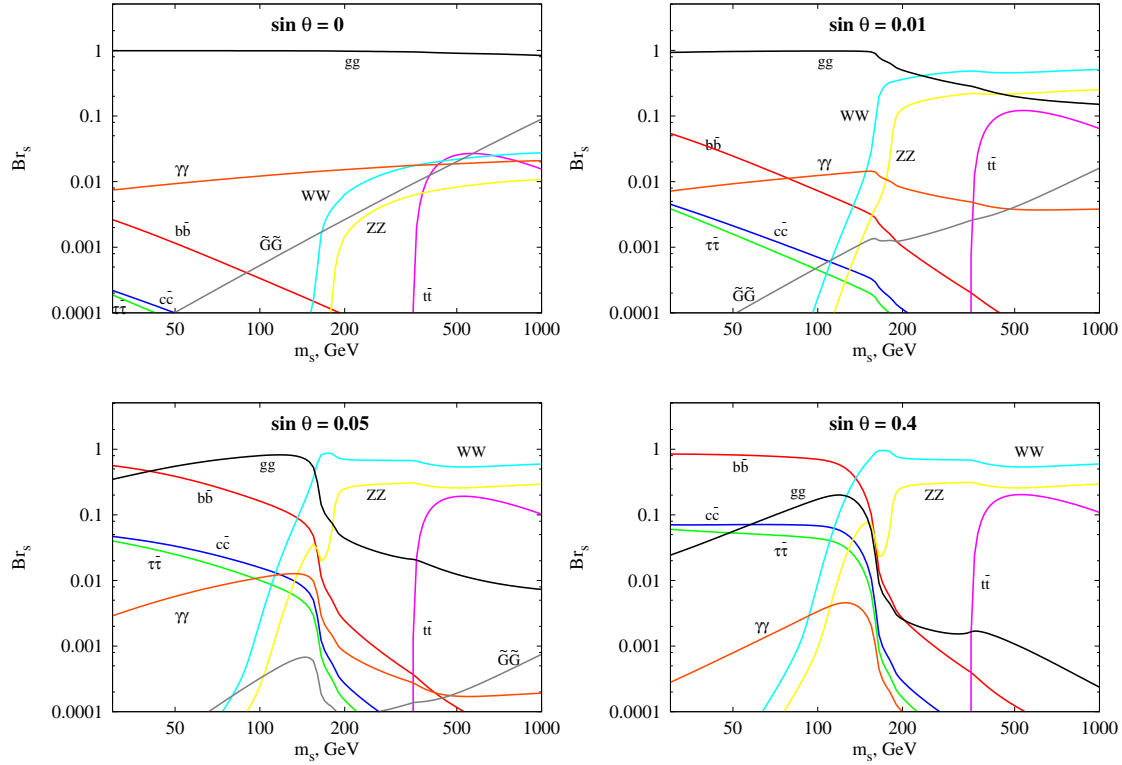 sin θ = 0
1
0.1
0.01
0.001
0.0001
Br_s
gg
γγ
WW
bb̄
G̃G̃
ZZ
cc̄
ττ̄
tt̄
50 100 200 500 1000
m_s, GeV
sin θ = 0.01
1
0.1
0.01
0.001
0.0001
Br_s
gg
WW
bb̄
γγ
ZZ
tt̄
cc̄
ττ̄
G̃G̃
50 100 200 500 1000
m_s, GeV
sin θ = 0.05
1
0.1
0.01
0.001
0.0001
Br_s
WW
gg
ZZ
bb̄
cc̄
ττ̄
γγ
tt̄
G̃G̃
50 100 200 500 1000
m_s, GeV
sin θ = 0.4
1
0.1
0.01
0.001
0.0001
Br_s
WW
bb̄
gg
ZZ
cc̄
ττ̄
tt̄
γγ
50 100 200 500 1000
m_s, GeV